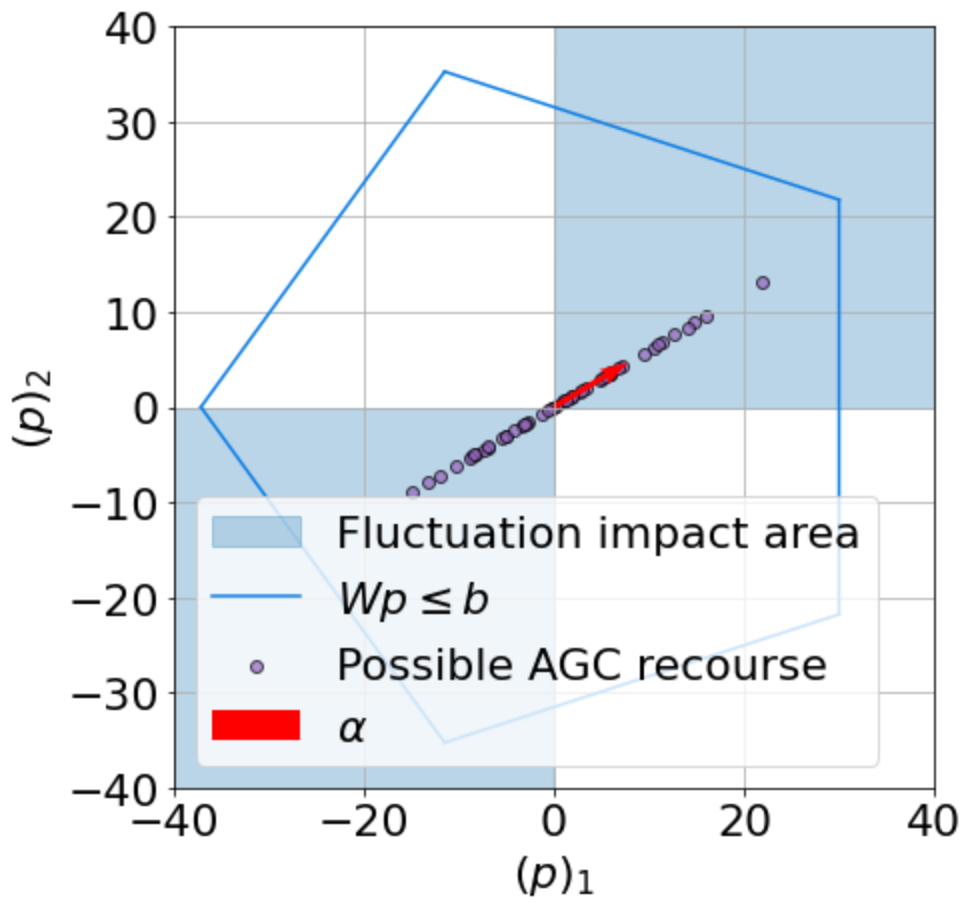 40
30
20
10
0
−10
−20
−30
−40
(p)₂
Fluctuation impact area
Wp ≤ b
Possible AGC recourse
α
−40 −20 0 20 40
(p)₁